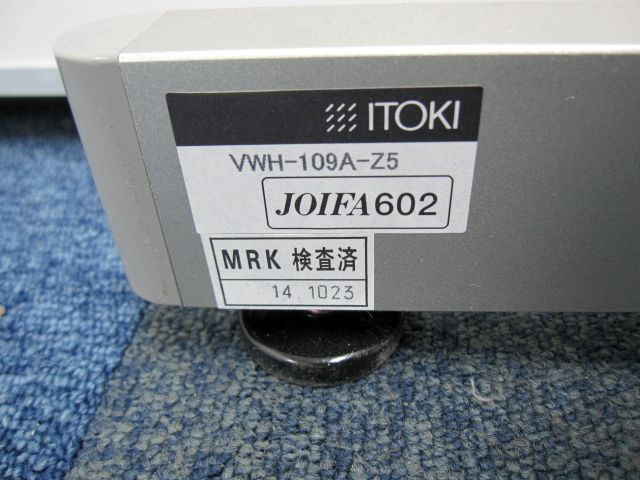 ITOKI
VWH-109A-Z5
JOIFA602
MRK 検査済
14.1023